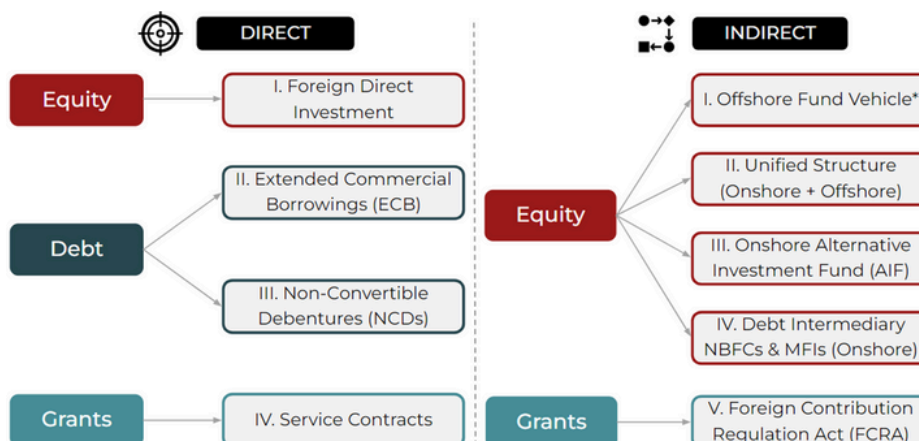 DIRECT
Equity
I. Foreign Direct
Investment
Debt
II. Extended Commercial
Borrowings (ECB)
III. Non-Convertible
Debentures (NCDs)
Grants
IV. Service Contracts
INDIRECT
Equity
I. Offshore Fund Vehicle*
II. Unified Structure
(Onshore + Offshore)
III. Onshore Alternative
Investment Fund (AIF)
IV. Debt Intermediary
NBFCs & MFIs (Onshore)
Grants
V. Foreign Contribution
Regulation Act (FCRA)